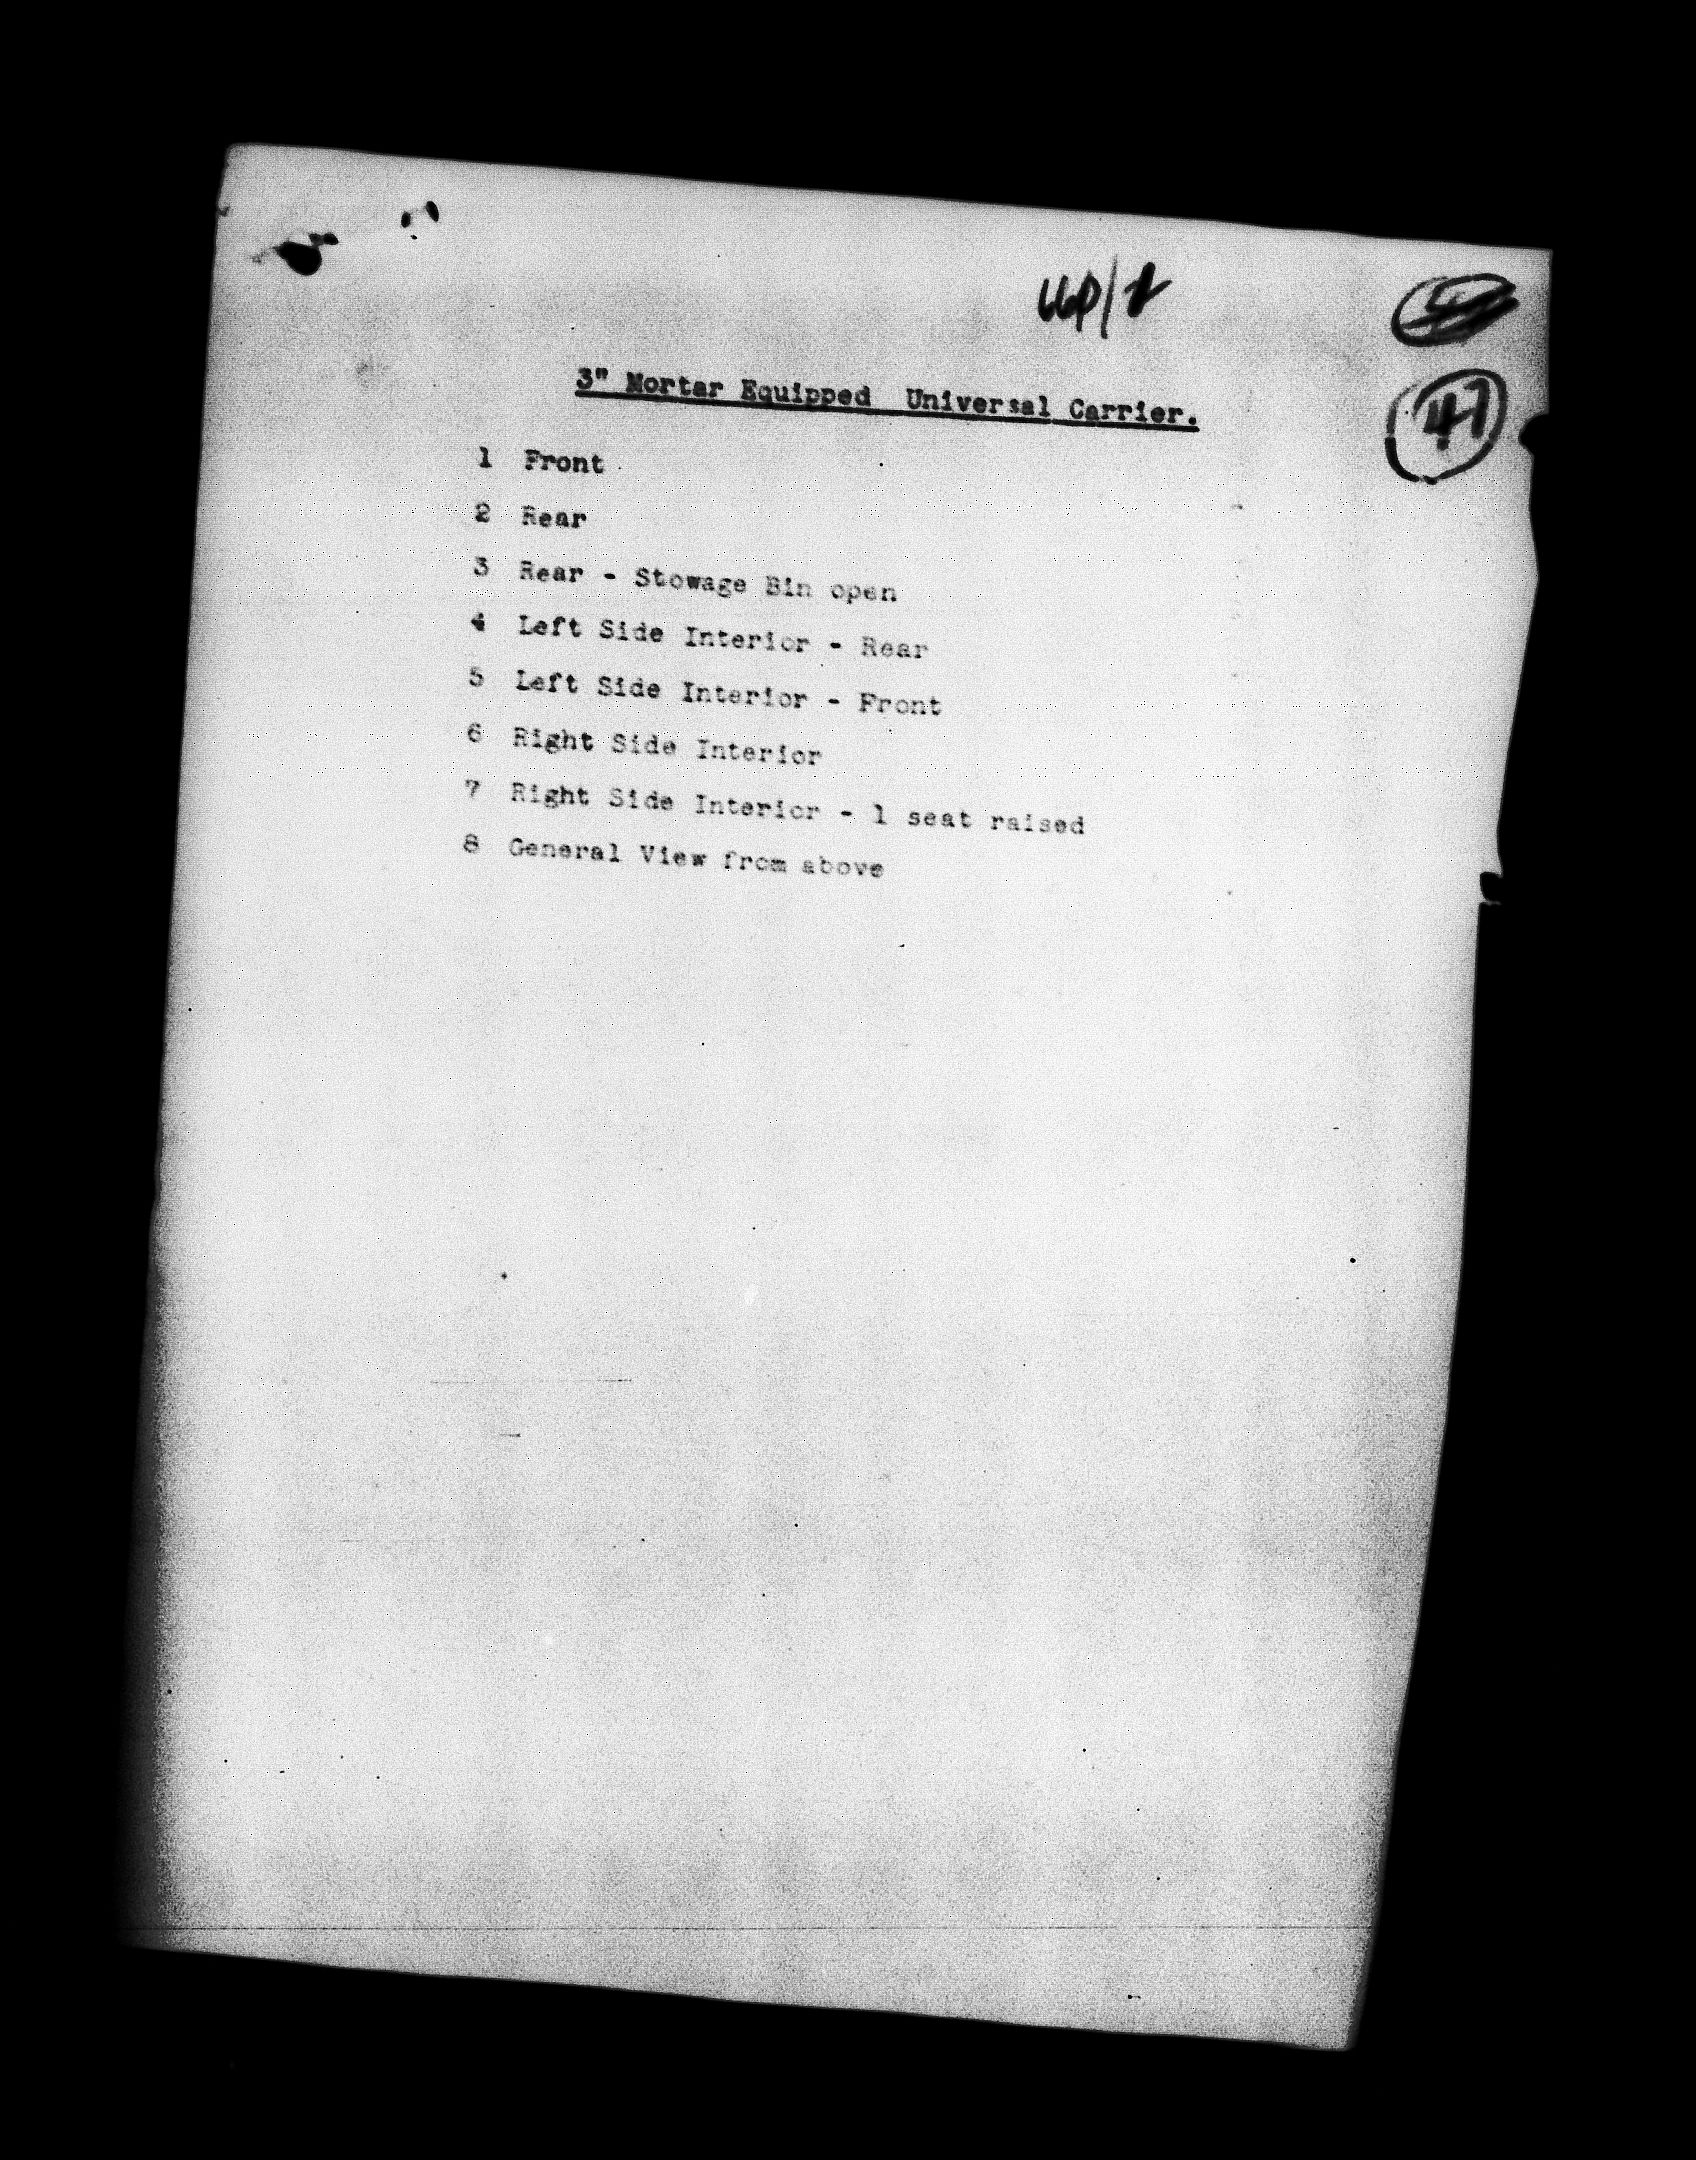 47
3" Mortar Equipped Universal Carrier.
1 Front
2 Rear
3 Rear - Stowage Bin open
4 Left Side Interior - Rear
5 Left Side Interior - Front
6 Right Side Interior
7 Right Side Interior - 1 seat raised
8 General View from above